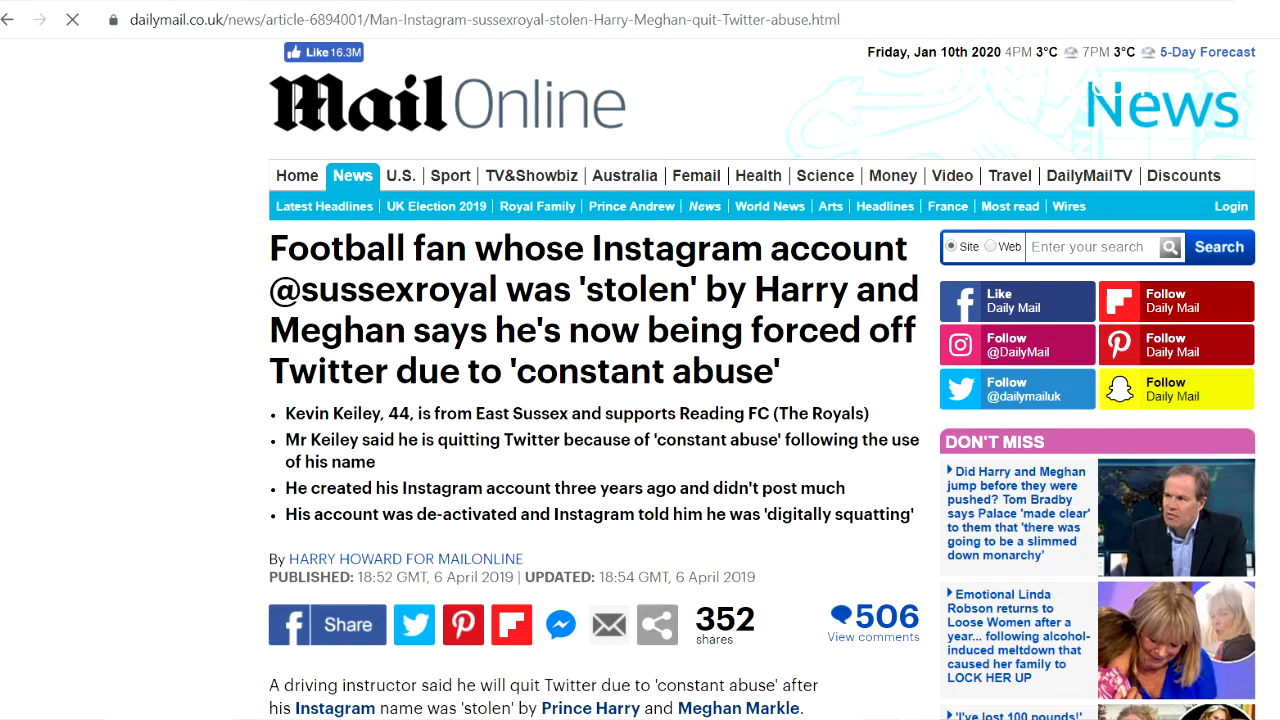 dailymail.co.uk/news/article-6894001/Man-Instagram-sussexroyal-stolen-Harry-Meghan-quit-Twitter-abuse.html
Like 16.3M
Friday, Jan 10th 2020 4PM 3°C 7PM 3°C 5-Day Forecast
Mail Online
News
Home News U.S. Sport TV&Showbiz Australia Femail Health Science Money Video Travel DailyMailTV Discounts
Latest Headlines UK Election 2019 Royal Family Prince Andrew News World News Arts Headlines France Most read Wires Login
Football fan whose Instagram account
@sussexroyal was 'stolen' by Harry and
Meghan says he's now being forced off
Twitter due to 'constant abuse'
• Kevin Keiley, 44, is from East Sussex and supports Reading FC (The Royals)
• Mr Keiley said he is quitting Twitter because of 'constant abuse' following the use
of his name
• He created his Instagram account three years ago and didn't post much
• His account was de-activated and Instagram told him he was 'digitally squatting'
By HARRY HOWARD FOR MAILONLINE
PUBLISHED: 18:52 GMT, 6 April 2019 | UPDATED: 18:54 GMT, 6 April 2019
Share
352
shares
506
View comments
A driving instructor said he will quit Twitter due to 'constant abuse' after
his Instagram name was 'stolen' by Prince Harry and Meghan Markle.
Site Web Enter your search Search
Like
Daily Mail
Follow
Daily Mail
Follow
@DailyMail
Follow
Daily Mail
Follow
@dailymailuk
Follow
Daily Mail
DON'T MISS
Did Harry and Meghan
jump before they were
pushed? Tom Bradby
says Palace 'made clear'
to them that 'there was
going to be a slimmed
down monarchy'
Emotional Linda
Robson returns to
Loose Women after a
year... following alcohol-
induced meltdown that
caused her family to
LOCK HER UP
'I've lost 100 pounds!'